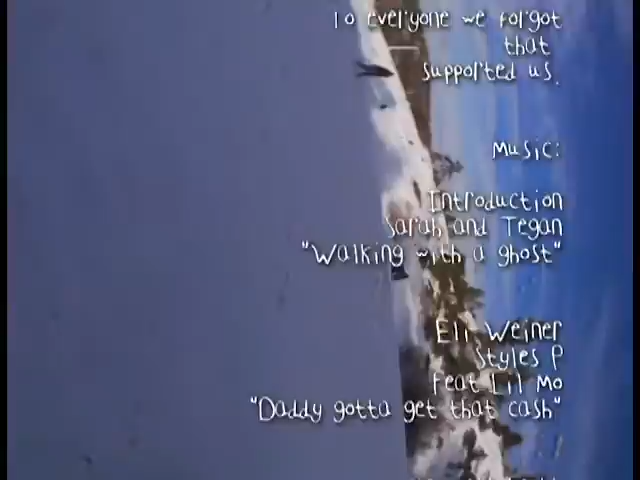 To everyone we forgot
that
supported us.
Music:
Introduction
Sarah and Tegan
"Walking with a ghost"
Eli Weiner
Styles P
Feat Lil Mo
"Daddy gotta get that cash"